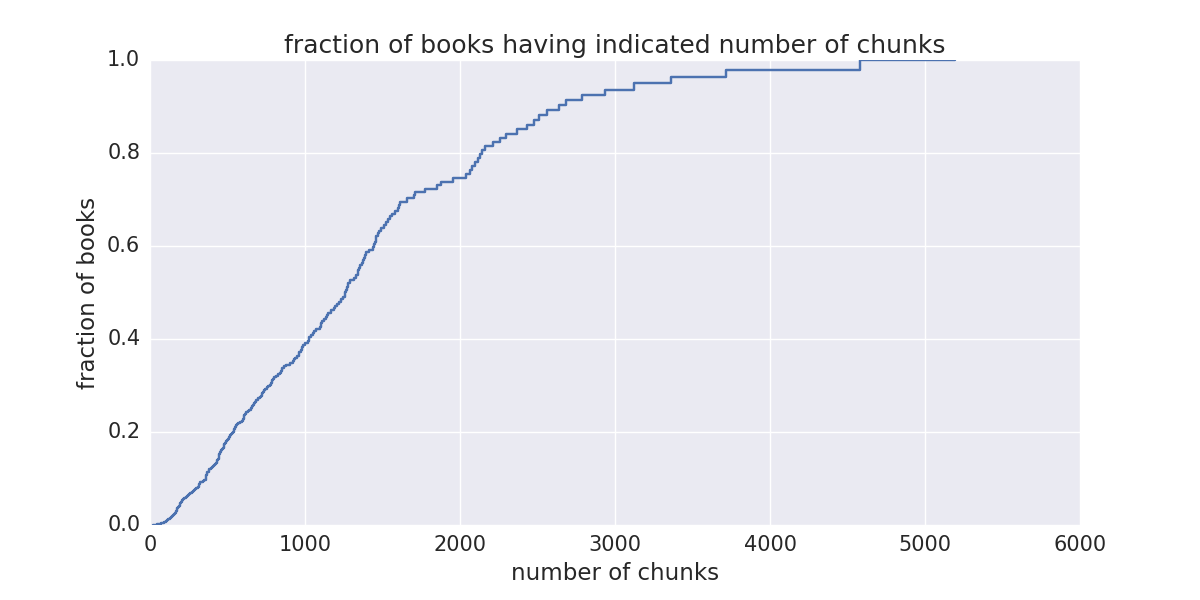 fraction of books having indicated number of chunks
1.0
0.8
0.6
0.4
0.2
0.0
fraction of books
0 1000 2000 3000 4000 5000 6000
number of chunks